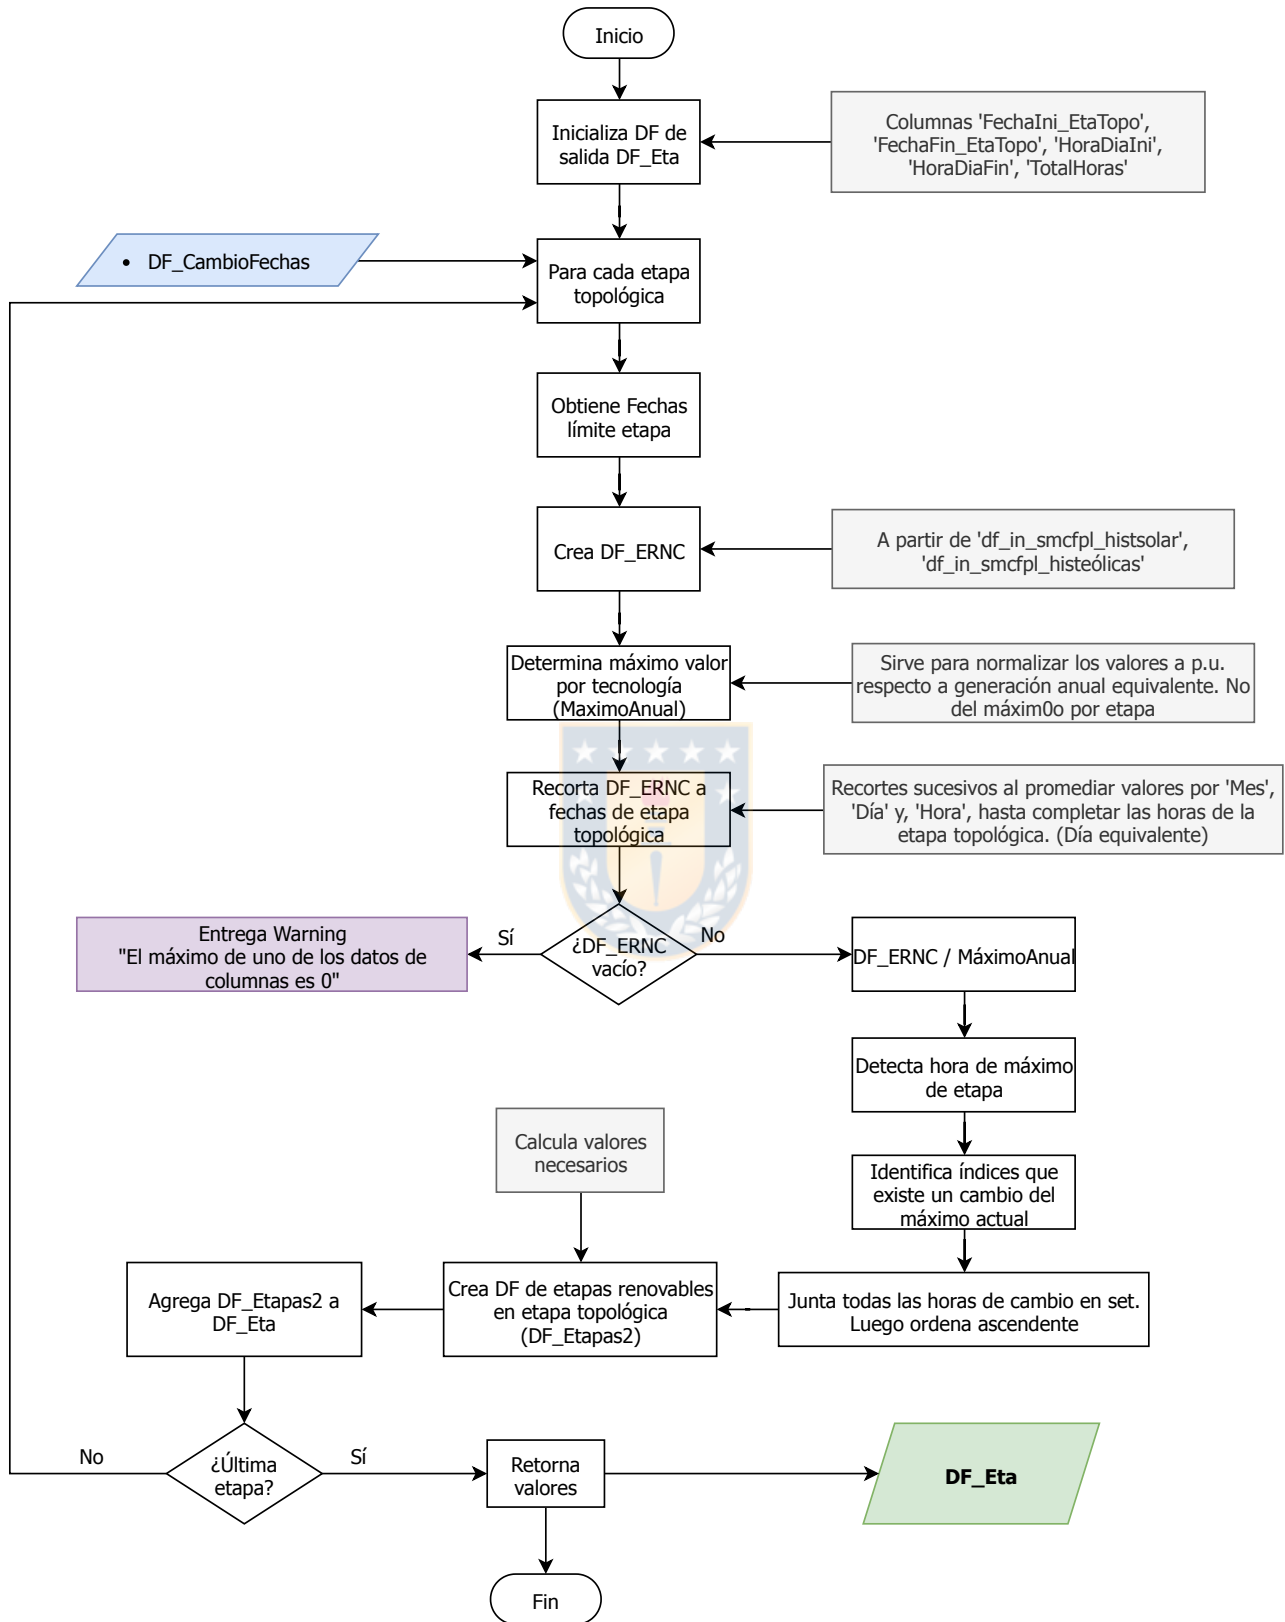 Inicio
Inicializa DF de
salida DF_Eta
Columnas 'FechaIni_EtaTopo',
'FechaFin_EtaTopo', 'HoraDiaIni',
'HoraDiaFin', 'TotalHoras'
• DF_CambioFechas
Para cada etapa
topológica
Obtiene Fechas
límite etapa
Crea DF_ERNC
A partir de 'df_in_smcfpl_histsolar',
'df_in_smcfpl_histeólicas'
Determina máximo valor
por tecnología
(MaximoAnual)
Sirve para normalizar los valores a p.u.
respecto a generación anual equivalente. No
del máxim0o por etapa
Recorta DF_ERNC a
fechas de etapa
topológica
Recortes sucesivos al promediar valores por 'Mes',
'Día' y, 'Hora', hasta completar las horas de la
etapa topológica. (Día equivalente)
¿DF_ERNC
vacío?
Sí
No
Entrega Warning
"El máximo de uno de los datos de
columnas es 0"
DF_ERNC / MáximoAnual
Detecta hora de máximo
de etapa
Identifica índices que
existe un cambio del
máximo actual
Junta todas las horas de cambio en set.
Luego ordena ascendente
Calcula valores
necesarios
Crea DF de etapas renovables
en etapa topológica
(DF_Etapas2)
Agrega DF_Etapas2 a
DF_Eta
¿Última
etapa?
No
Sí
Retorna
valores
DF_Eta
Fin